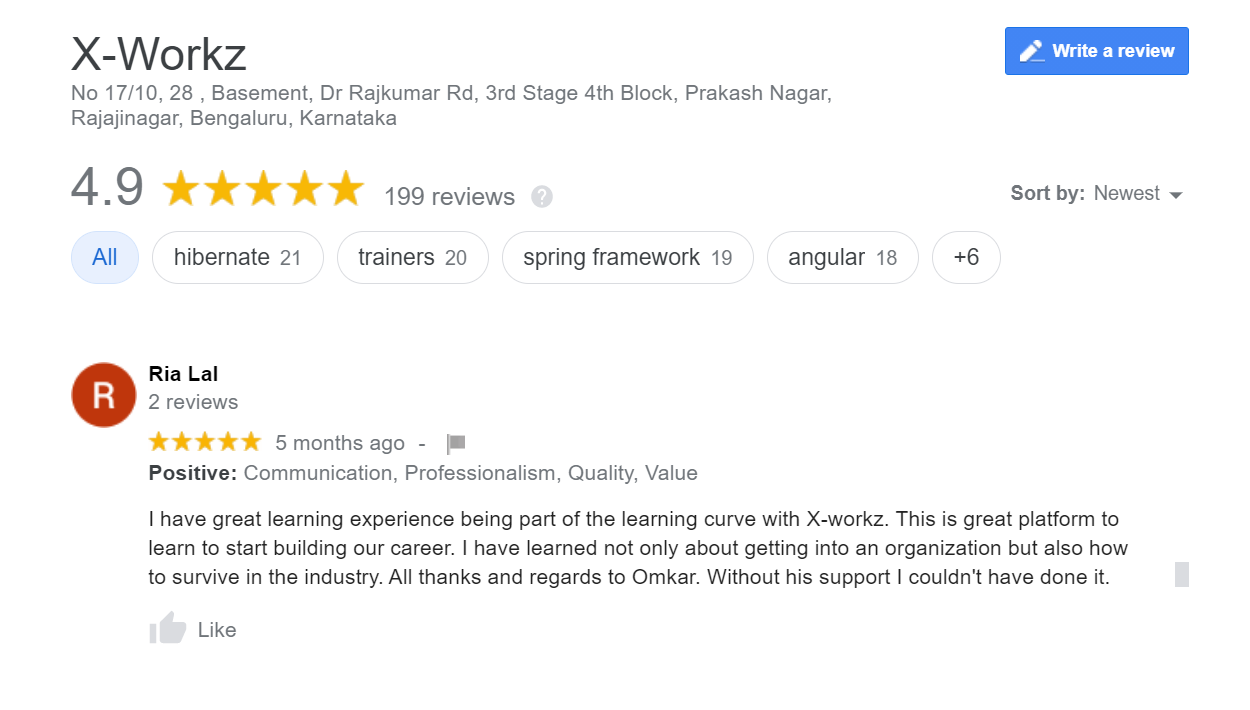 X-Workz
Write a review
No 17/10, 28 , Basement, Dr Rajkumar Rd, 3rd Stage 4th Block, Prakash Nagar,
Rajajinagar, Bengaluru, Karnataka
4.9 199 reviews ?
Sort by: Newest
All hibernate 21 trainers 20 spring framework 19 angular 18 +6
R
Ria Lal
2 reviews
5 months ago -
Positive: Communication, Professionalism, Quality, Value
I have great learning experience being part of the learning curve with X-workz. This is great platform to
learn to start building our career. I have learned not only about getting into an organization but also how
to survive in the industry. All thanks and regards to Omkar. Without his support I couldn't have done it.
Like